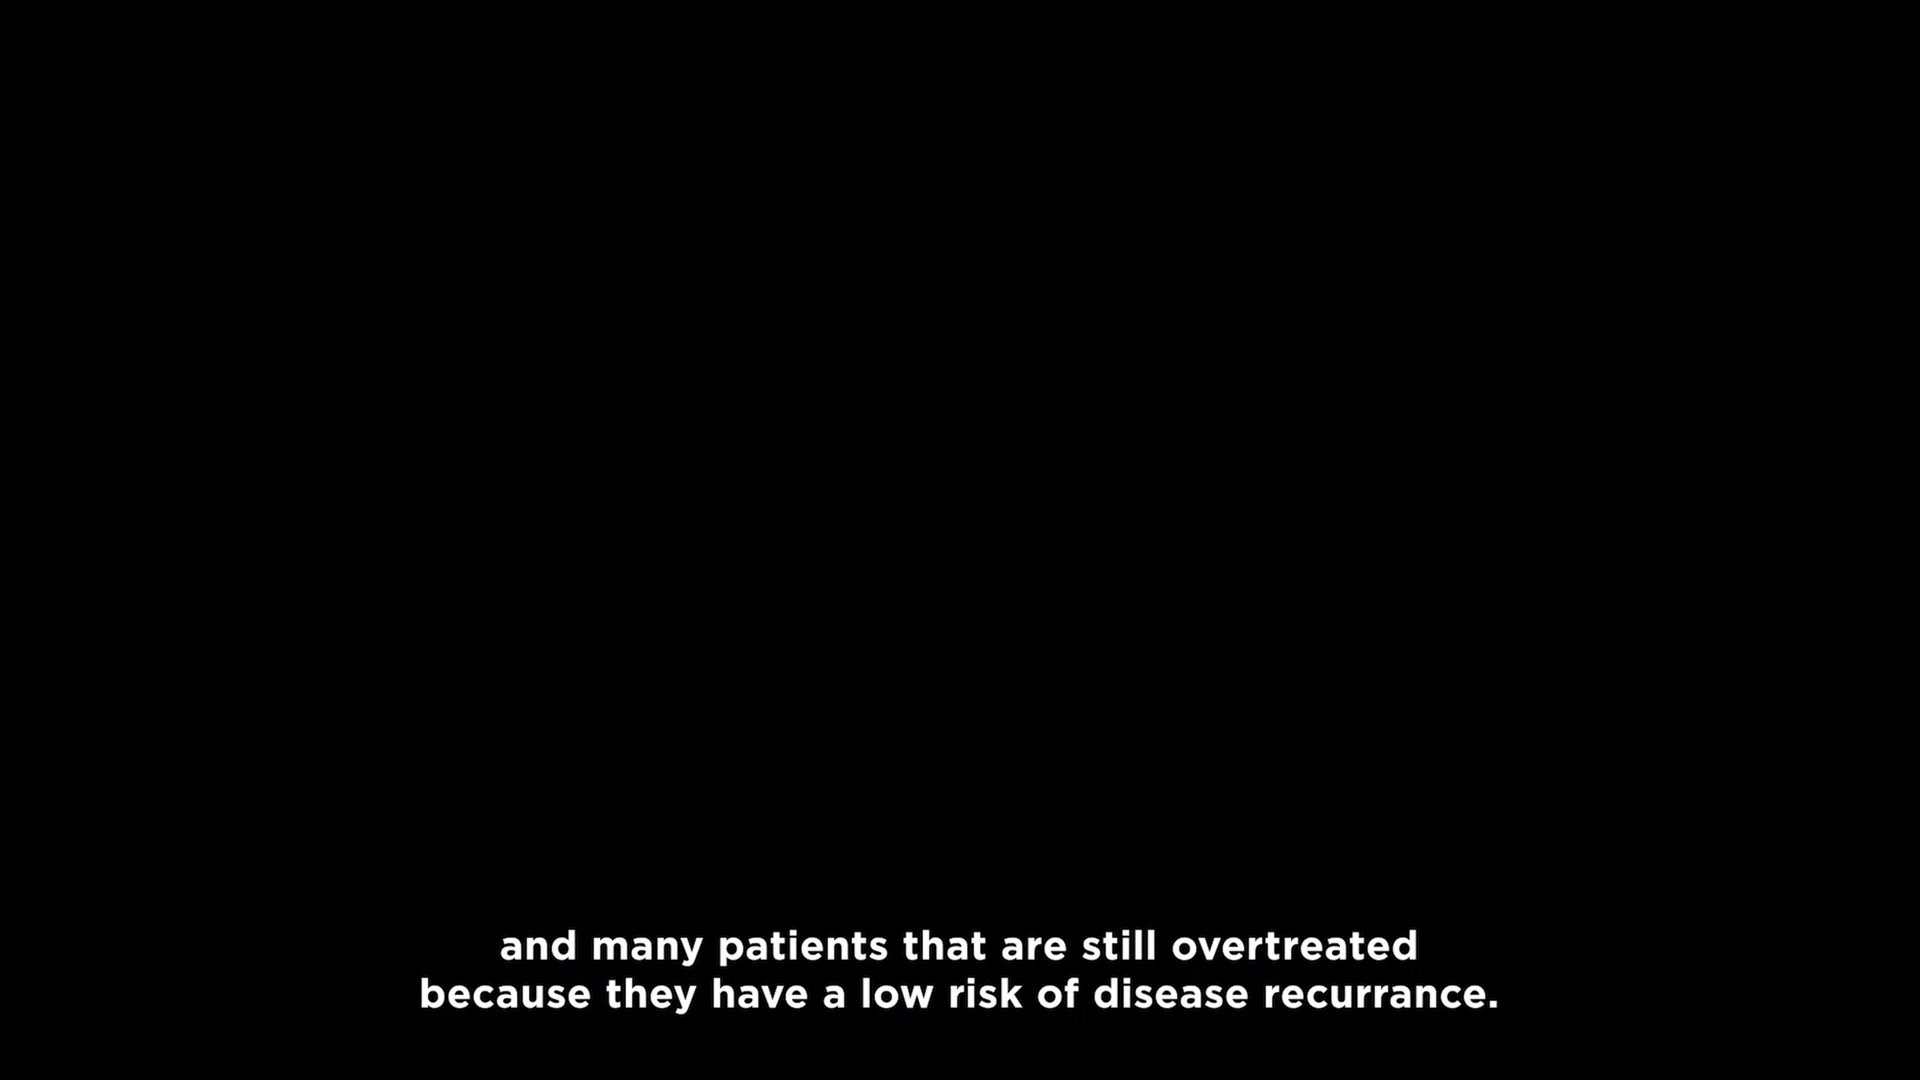 and many patients that are still overtreated
because they have a low risk of disease recurrance.